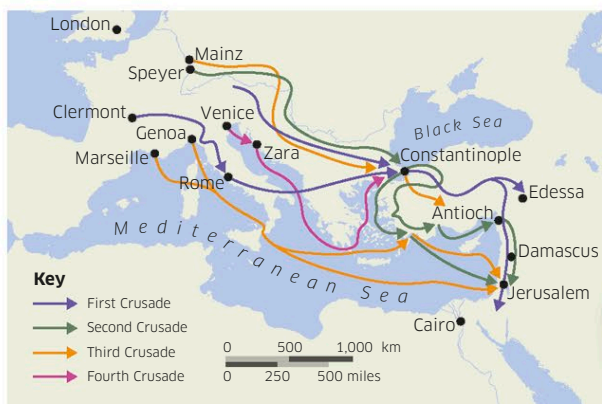 London
Mainz
Speyer
Clermont
Venice
Genoa
Zara
Marseille
Rome
Black Sea
Constantinople
Edessa
Antioch
Damascus
Jerusalem
Cairo
Mediterranean Sea
Key
First Crusade
Second Crusade
Third Crusade
Fourth Crusade
0 500 1,000 km
0 250 500 miles